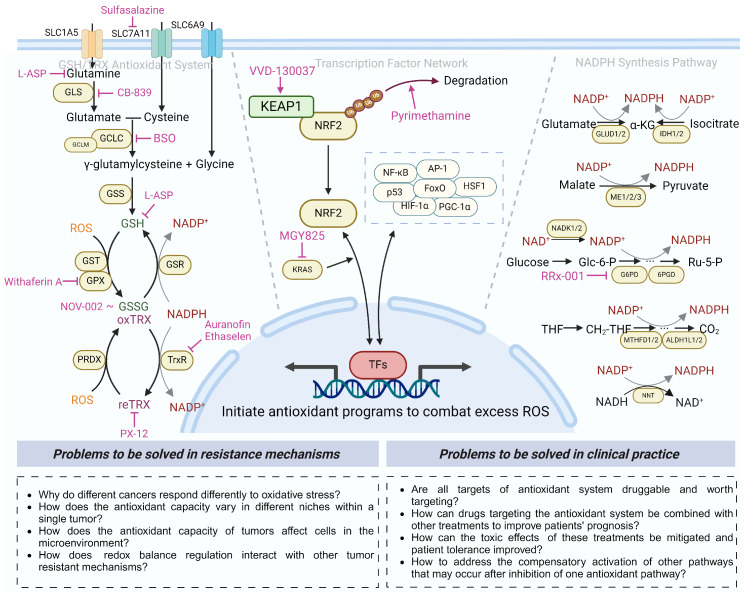 Sulfasalazine
SLC1A5
SLC7A11
SLC6A9
GSH/TRX Antioxidant System
L-ASP
Glutamine
GLS
CB-839
Glutamate
Cysteine
GCLC
GCLM
BSO
γ-glutamylcysteine + Glycine
GSS
L-ASP
ROS
GSH
NADP⁺
GST
GPX
GSR
Withaferin A
NOV-002 ~
GSSG
oxTRX
NADPH
Auranofin
Ethaselen
PRDX
TrxR
ROS
reTRX
NADP⁺
PX-12
Transcription Factor Network
VVD-130037
KEAP1
NRF2
Ub
Ub
Ub
Ub
Degradation
Pyrimethamine
NF-κB
AP-1
p53
FoxO
HSF1
HIF-1α
PGC-1α
NRF2
MGY825
KRAS
TFs
Initiate antioxidant programs to combat excess ROS
NADPH Synthesis Pathway
NADP⁺
NADPH
NADP⁺
Glutamate
α-KG
Isocitrate
GLUD1/2
IDH1/2
NADP⁺
NADPH
Malate
Pyruvate
ME1/2/3
NADK1/2
NAD⁺
NADP⁺
NADPH
Glucose
Glc-6-P
...
Ru-5-P
RRx-001
G6PD
6PGD
NADP⁺
NADPH
THF
CH₂-THF
...
CO₂
MTHFD1/2
ALDH1L1/2
NADP⁺
NADPH
NNT
NADH
NAD⁺
Problems to be solved in resistance mechanisms
• Why do different cancers respond differently to oxidative stress?
• How does the antioxidant capacity vary in different niches within a
single tumor?
• How does the antioxidant capacity of tumors affect cells in the
microenvironment?
• How does redox balance regulation interact with other tumor
resistant mechanisms?
Problems to be solved in clinical practice
• Are all targets of antioxidant system druggable and worth
targeting?
• How can drugs targeting the antioxidant system be combined with
other treatments to improve patients' prognosis?
• How can the toxic effects of these treatments be mitigated and
patient tolerance improved?
• How to address the compensatory activation of other pathways
that may occur after inhibition of one antioxidant pathway?